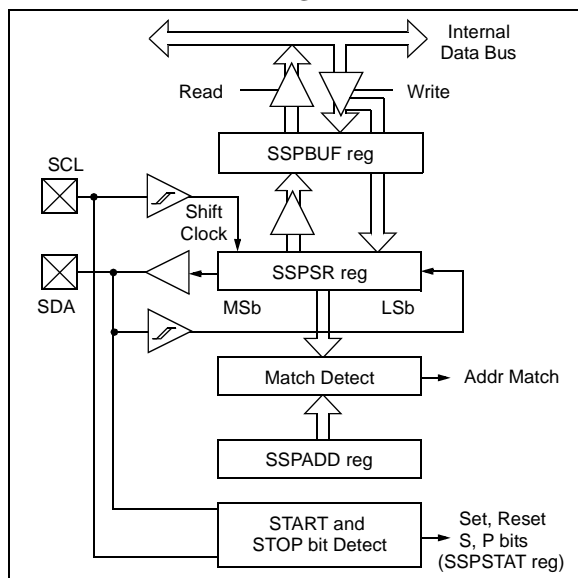 Internal
Data Bus
Read
Write
SSPBUF reg
SCL
Shift
Clock
SSPSR reg
SDA
MSb
LSb
Match Detect
Addr Match
SSPADD reg
START and
STOP bit Detect
Set, Reset
S, P bits
(SSPSTAT reg)